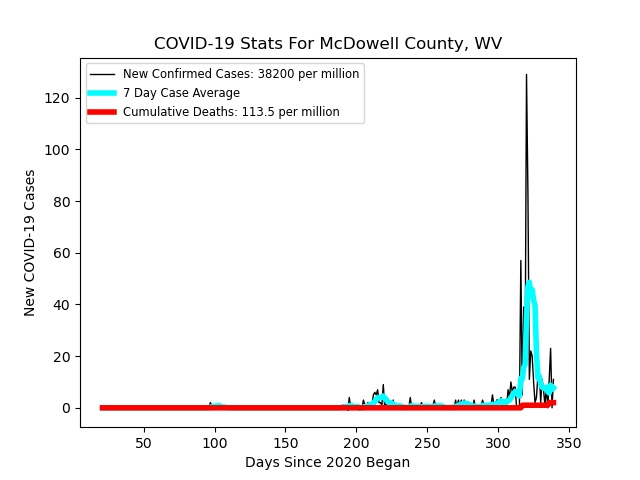 COVID-19 Stats For McDowell County, WV
New Confirmed Cases: 38200 per million
7 Day Case Average
Cumulative Deaths: 113.5 per million
New COVID-19 Cases
120
100
80
60
40
20
0
50 100 150 200 250 300 350
Days Since 2020 Began